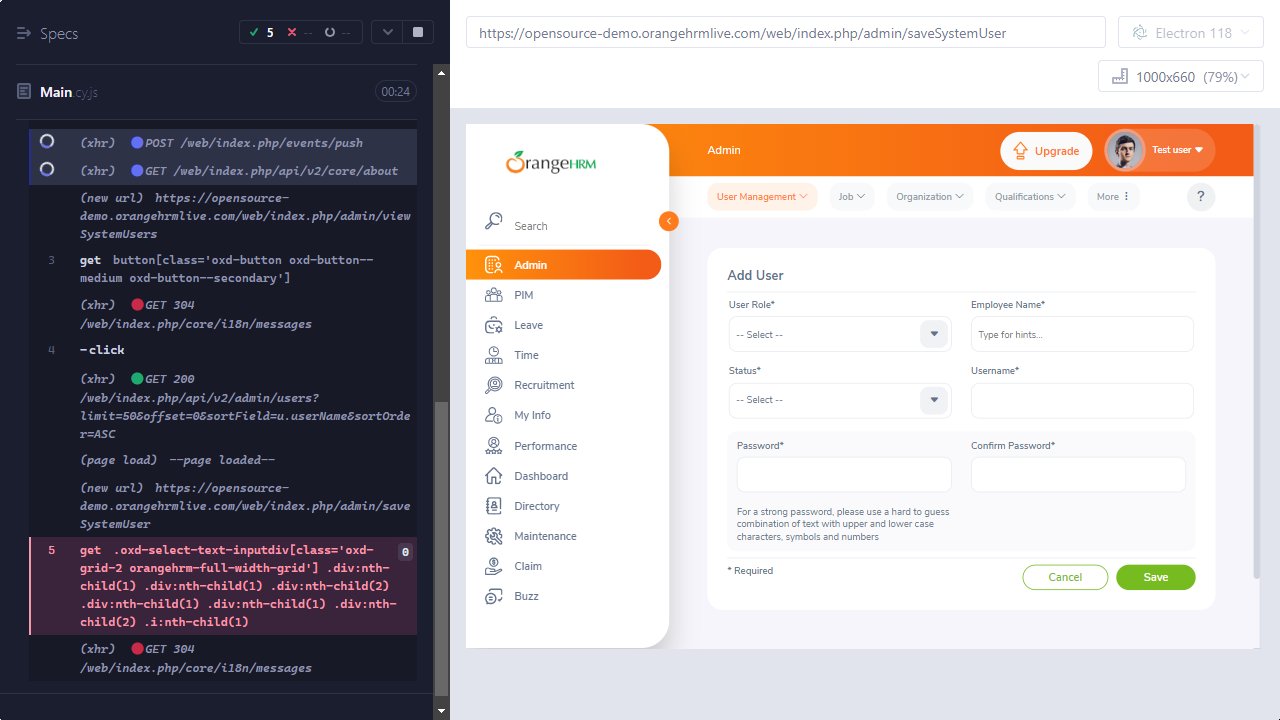 Specs
5
--
--
Main cy.js
00:24
(xhr) POST /web/index.php/events/push
(xhr) GET /web/index.php/api/v2/core/about
(new url) https://opensource-
demo.orangehrmlive.com/web/index.php/admin/view
SystemUsers
3 get button[class='oxd-button oxd-button--
medium oxd-button--secondary']
(xhr) GET 304
/web/index.php/core/i18n/messages
4 -click
(xhr) GET 200
/web/index.php/api/v2/admin/users?
limit=50&offset=0&sortField=u.userName&sortOrde
r=ASC
(page load) --page loaded--
(new url) https://opensource-
demo.orangehrmlive.com/web/index.php/admin/save
SystemUser
5 get .oxd-select-text-inputdiv[class='oxd-
grid-2 orangehrm-full-width-grid'] .div:nth-
child(1) .div:nth-child(1) .div:nth-child(2)
.div:nth-child(1) .div:nth-child(1) .div:nth-
child(2) .i:nth-child(1)
0
(xhr) GET 304
/web/index.php/core/i18n/messages
https://opensource-demo.orangehrmlive.com/web/index.php/admin/saveSystemUser
Electron 118
1000x660 (79%)
OrangeHRM
Search
Admin
PIM
Leave
Time
Recruitment
My Info
Performance
Dashboard
Directory
Maintenance
Claim
Buzz
Admin
Upgrade
Test user
User Management
Job
Organization
Qualifications
More
?
Add User
User Role*
Employee Name*
-- Select --
Type for hints...
Status*
Username*
-- Select --
Password*
Confirm Password*
For a strong password, please use a hard to guess
combination of text with upper and lower case
characters, symbols and numbers
* Required
Cancel
Save